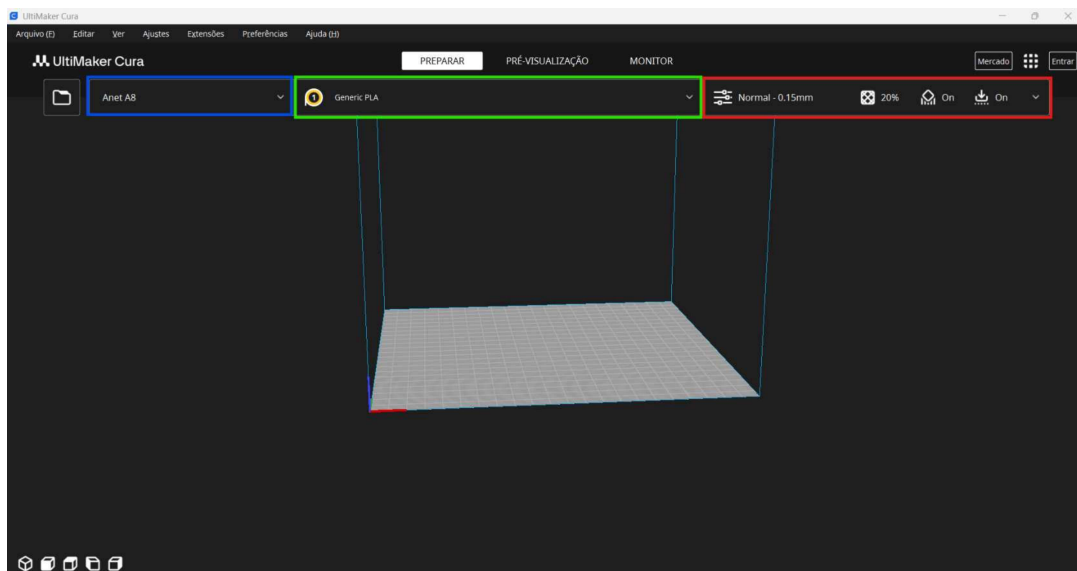 UltiMaker Cura
Arquivo (F) Editar Ver Ajustes Extensões Preferências Ajuda (H)
UltiMaker Cura PREPARAR PRÉ-VISUALIZAÇÃO MONITOR Mercado Entrar
Anet A8 1 Generic PLA Normal - 0.15mm 20% On On